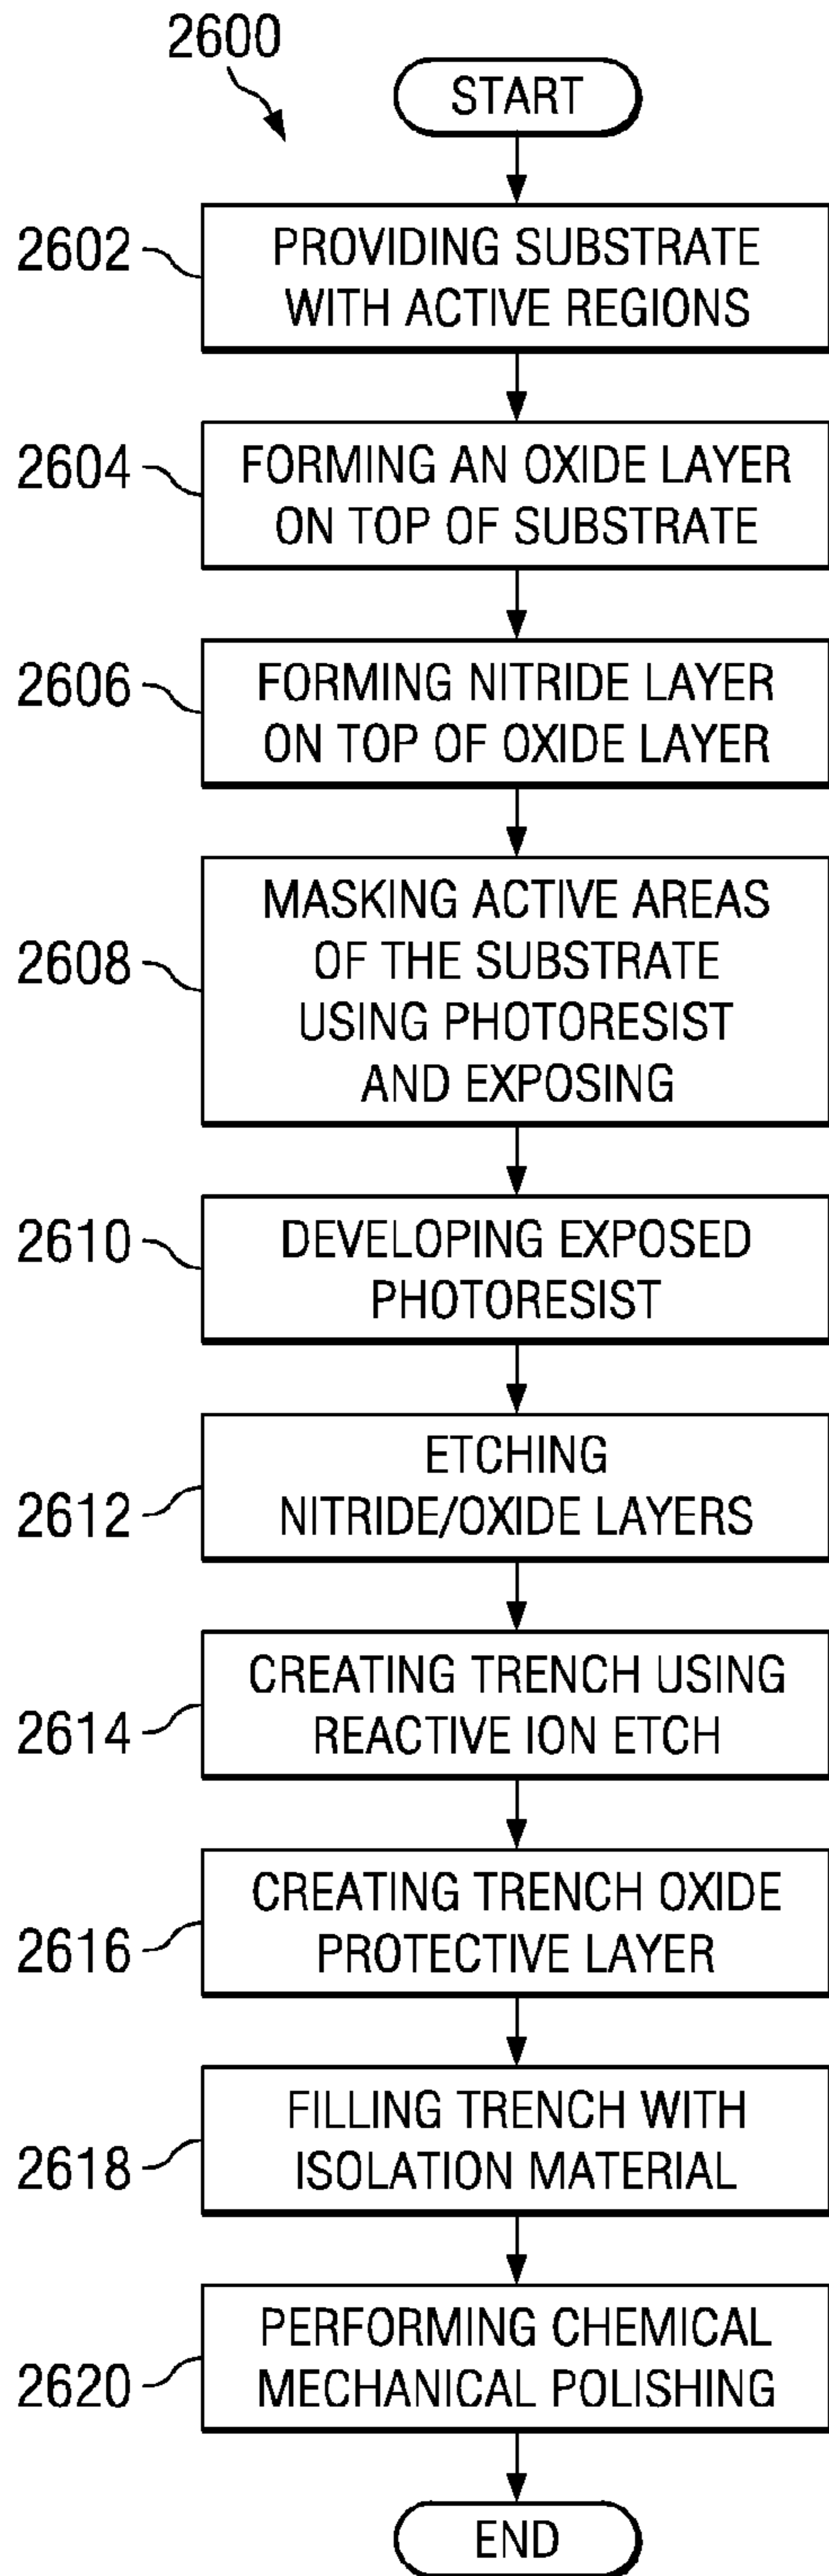 2600
START
2602
PROVIDING SUBSTRATE
WITH ACTIVE REGIONS
2604
FORMING AN OXIDE LAYER
ON TOP OF SUBSTRATE
2606
FORMING NITRIDE LAYER
ON TOP OF OXIDE LAYER
2608
MASKING ACTIVE AREAS
OF THE SUBSTRATE
USING PHOTORESIST
AND EXPOSING
2610
DEVELOPING EXPOSED
PHOTORESIST
2612
ETCHING
NITRIDE/OXIDE LAYERS
2614
CREATING TRENCH USING
REACTIVE ION ETCH
2616
CREATING TRENCH OXIDE
PROTECTIVE LAYER
2618
FILLING TRENCH WITH
ISOLATION MATERIAL
2620
PERFORMING CHEMICAL
MECHANICAL POLISHING
END